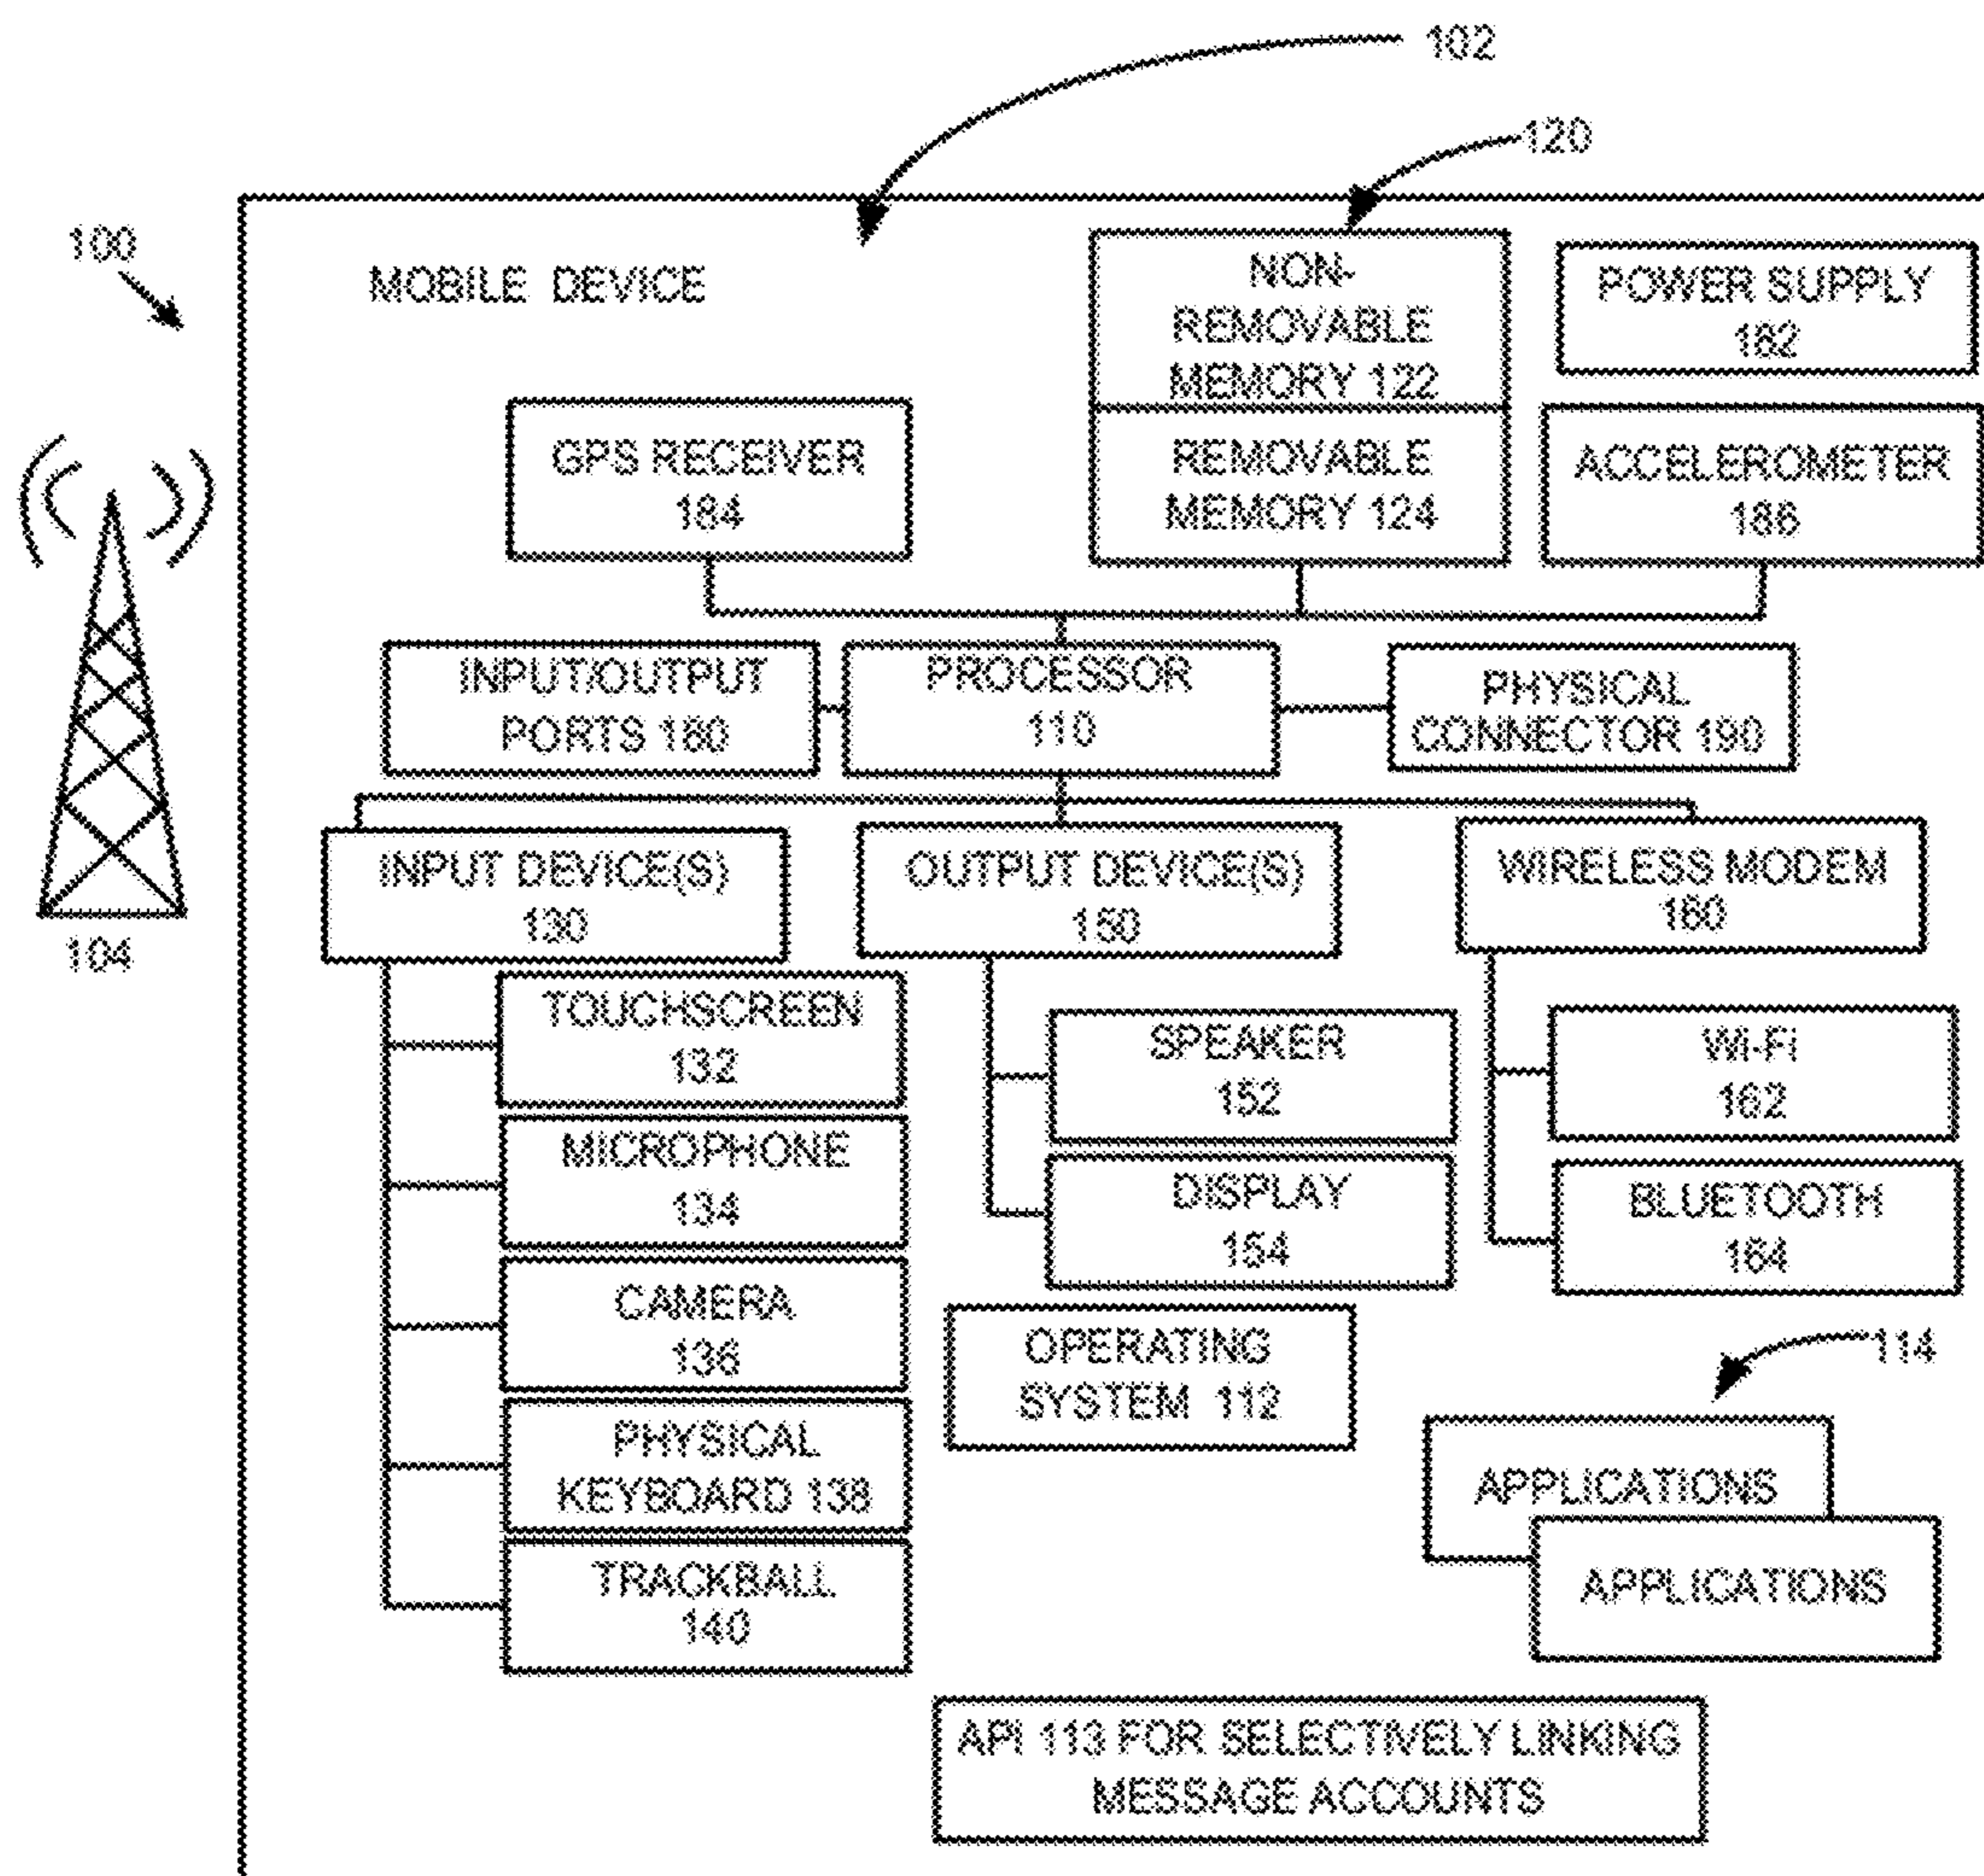 102
120
100
MOBILE DEVICE
NON-
REMOVABLE
MEMORY 122
POWER SUPPLY
182
GPS RECEIVER
184
REMOVABLE
MEMORY 124
ACCELEROMETER
186
INPUT/OUTPUT
PORTS 180
PROCESSOR
110
PHYSICAL
CONNECTOR 190
INPUT DEVICE(S)
130
OUTPUT DEVICE(S)
150
WIRELESS MODEM
160
104
TOUCHSCREEN
132
SPEAKER
152
WI-FI
162
MICROPHONE
134
DISPLAY
154
BLUETOOTH
164
CAMERA
136
OPERATING
SYSTEM 112
114
PHYSICAL
KEYBOARD 138
APPLICATIONS
APPLICATIONS
TRACKBALL
140
API 113 FOR SELECTIVELY LINKING
MESSAGE ACCOUNTS